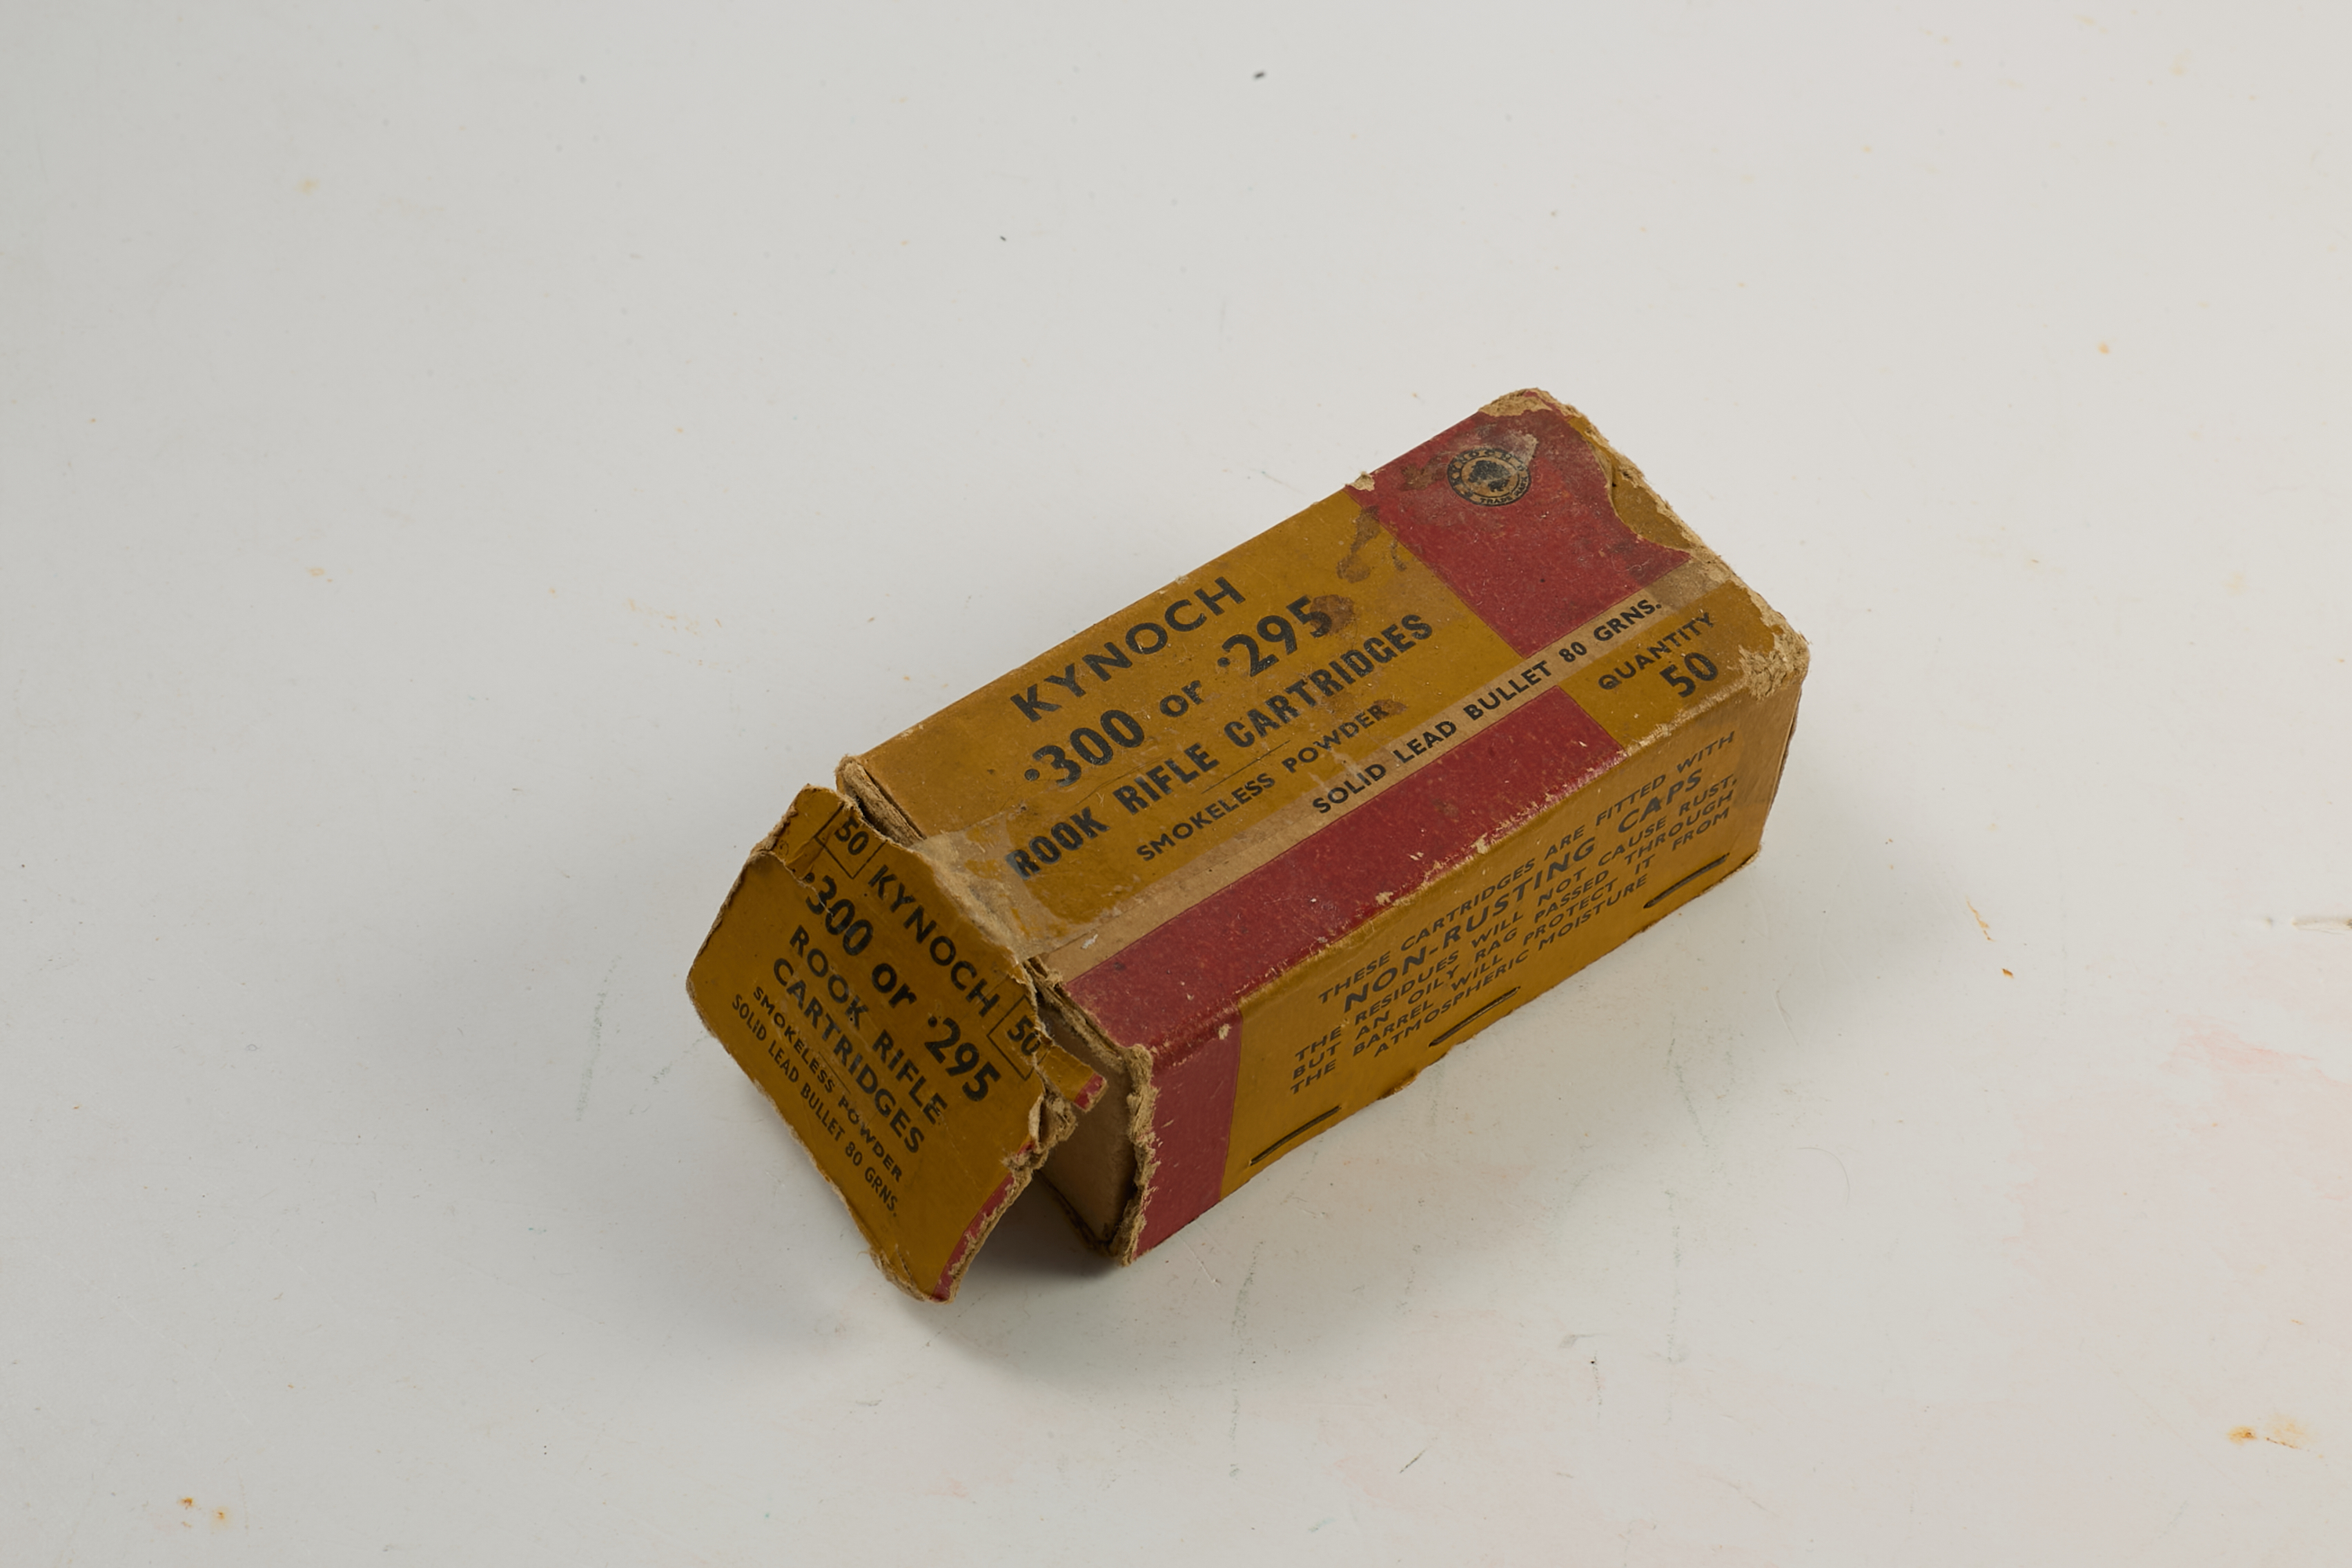 KYNOCH
TRADE MARK
KYNOCH
·300 or ·295
ROOK RIFLE CARTRIDGES
SMOKELESS POWDER
SOLID LEAD BULLET 80 GRNS.
QUANTITY
50
50 KYNOCH 50
·300 or ·295
ROOK RIFLE
CARTRIDGES
SMOKELESS POWDER
SOLID LEAD BULLET 80 GRNS.
THESE CARTRIDGES ARE FITTED WITH
NON-RUSTING CAPS
THE RESIDUES WILL NOT CAUSE RUST.
BUT AN OILY RAG PASSED THROUGH
THE BARREL WILL PROTECT IT FROM
ATMOSPHERIC MOISTURE